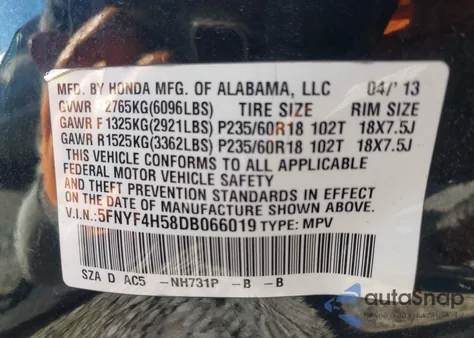 MFD. BY HONDA MFG. OF ALABAMA, LLC 04/'13
GVWR 2765KG(6096LBS) TIRE SIZE RIM SIZE
GAWR F 1325KG(2921LBS) P235/60R18 102T 18X7.5J
GAWR R1525KG(3362LBS) P235/60R18 102T 18X7.5J
THIS VEHICLE CONFORMS TO ALL APPLICABLE
FEDERAL MOTOR VEHICLE SAFETY
AND THEFT PREVENTION STANDARDS IN EFFECT
ON THE DATE OF MANUFACTURE SHOWN ABOVE.
V.I.N.:5FNYF4H58DB066019 TYPE: MPV
SZA D AC5 -NH731P -B -B
autoSnap